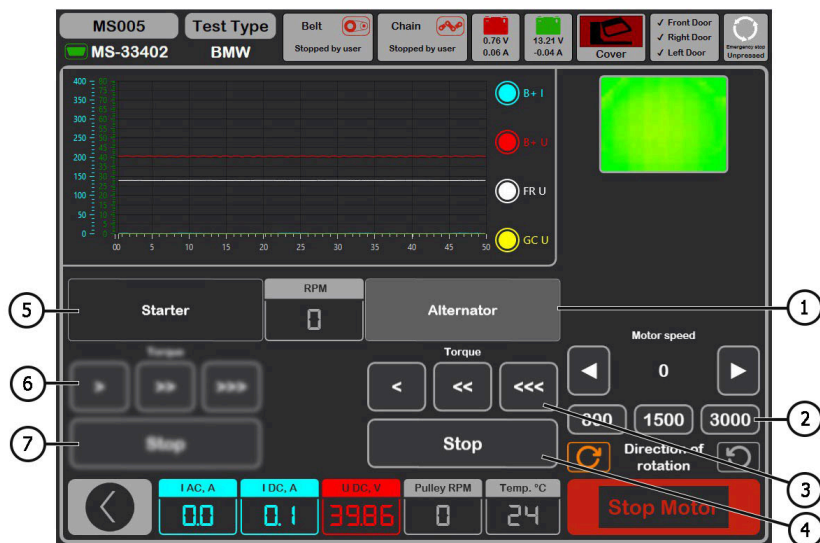 MS005
Test Type
Belt
Stopped by user
Chain
Stopped by user
0.76 V
0.06 A
13.21 V
-0.04 A
Cover
✓ Front Door
✓ Right Door
✓ Left Door
Emergency stop
Unpressed
MS-33402
BMW
400
350
300
250
200
150
100
50
0
80
75
70
65
60
55
50
45
40
35
30
25
20
15
10
5
0
00 5 10 15 20 25 30 35 40 45 50
B+ I
B+ U
FR U
GC U
Starter
RPM
0
Alternator
Torque
> >> >>>
Stop
Torque
< << <<<
Stop
Motor speed
◀ 0 ▶
800 1500 3000
Direction of
rotation
I AC, A
0.0
I DC, A
0.1
U DC, V
39.86
Pulley RPM
0
Temp. °C
24
Stop Motor
1
2
3
4
5
6
7